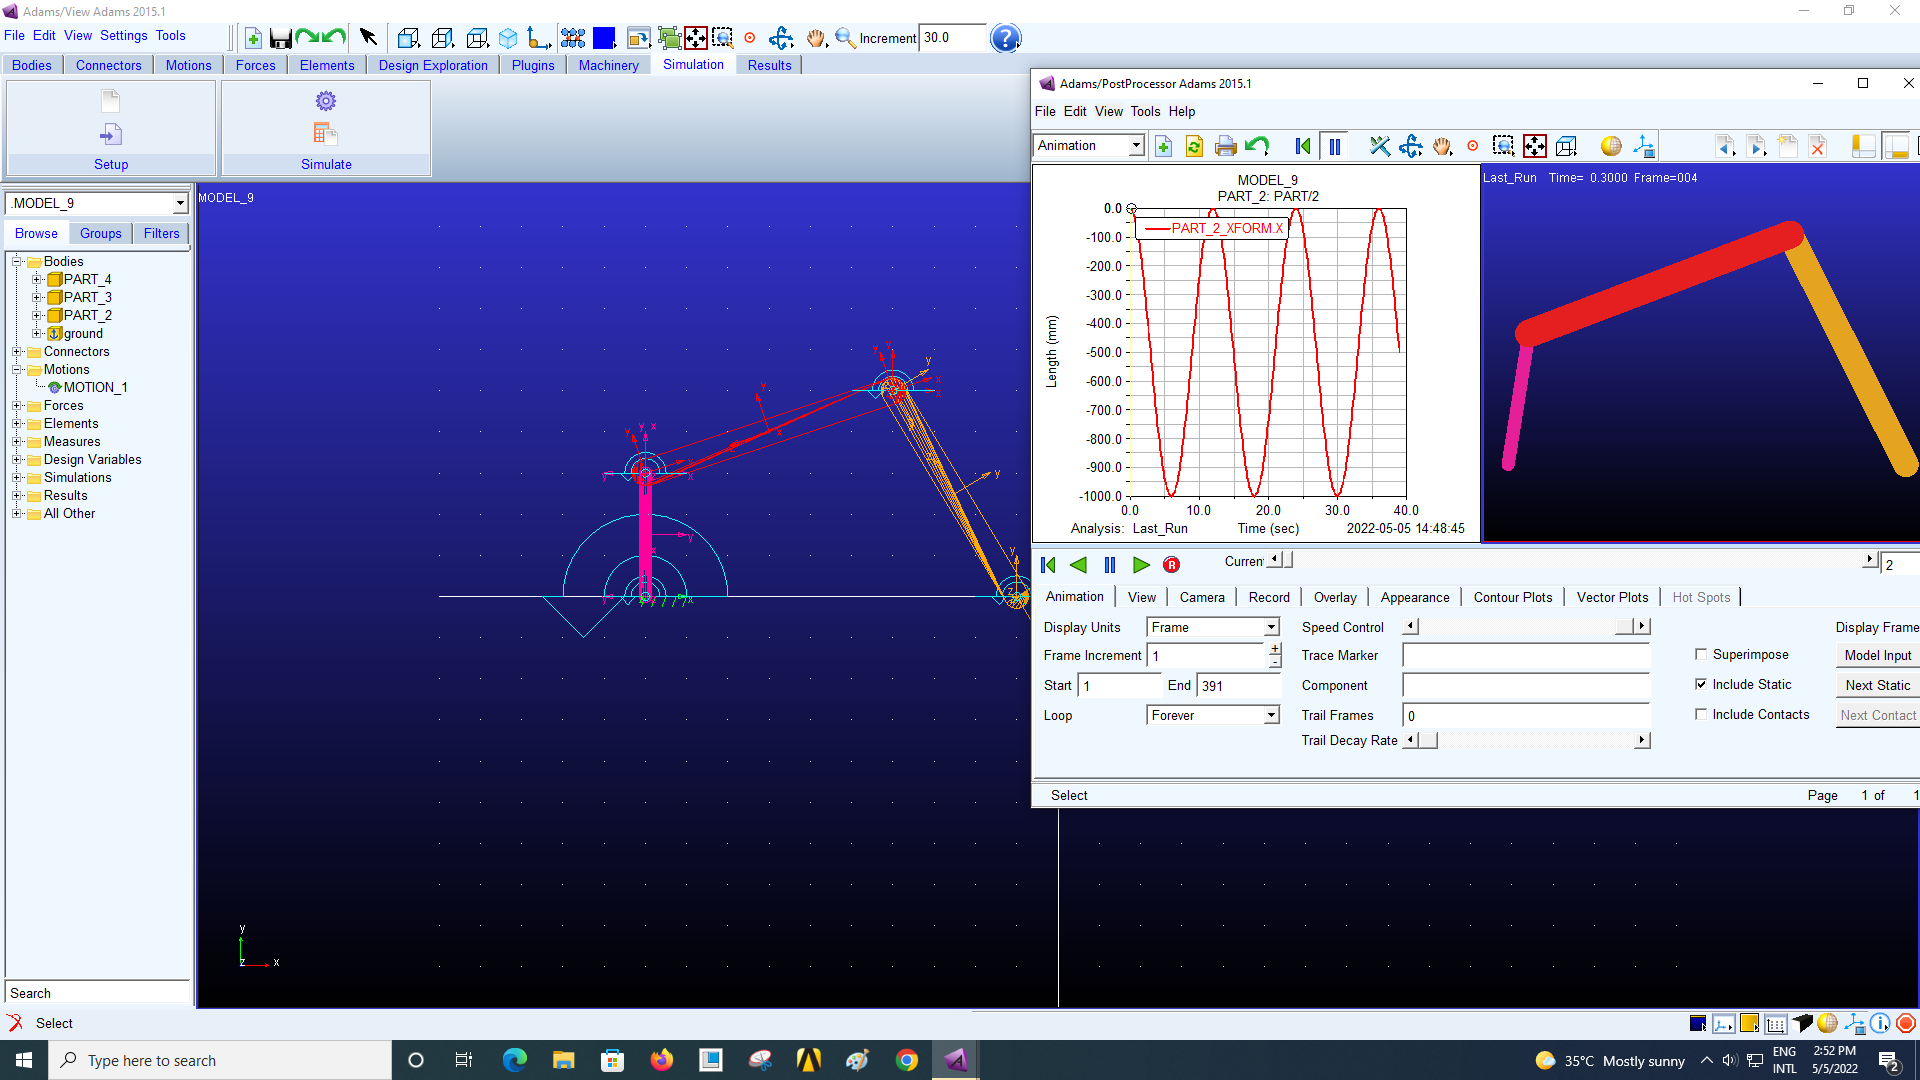 Adams/View Adams 2015.1
File Edit View Settings Tools
Increment 30.0
Bodies Connectors Motions Forces Elements Design Exploration Plugins Machinery Simulation Results
Setup
Simulate
.MODEL_9
Browse Groups Filters
Bodies
PART_4
PART_3
PART_2
ground
Connectors
Motions
MOTION_1
Forces
Elements
Measures
Design Variables
Simulations
Results
All Other
Search
Select
MODEL_9
y
z x
Adams/PostProcessor Adams 2015.1
File Edit View Tools Help
Animation
MODEL_9
PART_2: PART/2
PART_2_XFORM.X
0.0
-100.0
-200.0
-300.0
-400.0
-500.0
-600.0
-700.0
-800.0
-900.0
-1000.0
Length (mm)
0.0 10.0 20.0 30.0 40.0
Analysis: Last_Run Time (sec) 2022-05-05 14:48:45
Last_Run Time= 0.3000 Frame=004
R
Curren
2
Animation View Camera Record Overlay Appearance Contour Plots Vector Plots Hot Spots
Display Units Frame Speed Control Display Frame
Frame Increment 1 + - Trace Marker Superimpose Model Input
Start 1 End 391 Component Include Static Next Static
Loop Forever Trail Frames 0 Include Contacts Next Contact
Trail Decay Rate
Select Page 1 of 1
Type here to search
35°C Mostly sunny
ENG
INTL
2:52 PM
5/5/2022
2